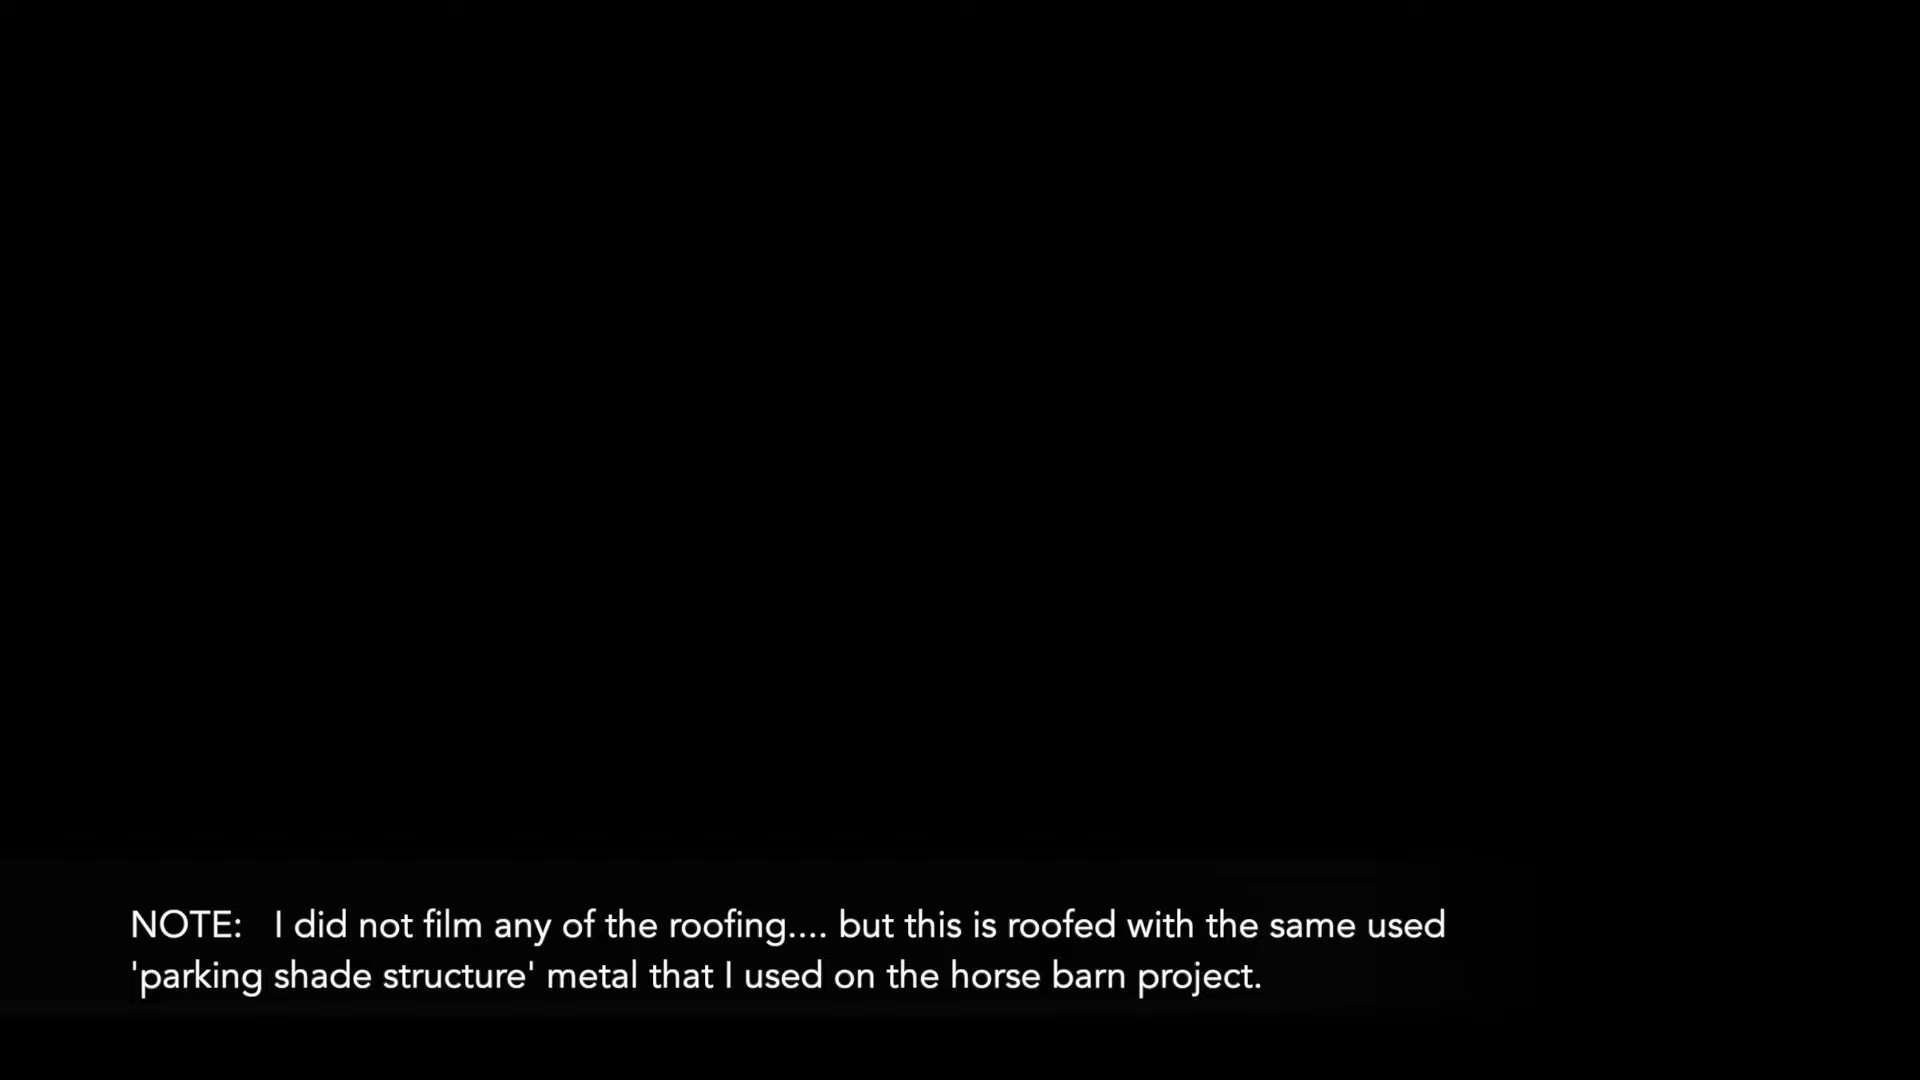 NOTE:   I did not film any of the roofing.... but this is roofed with the same used
'parking shade structure' metal that I used on the horse barn project.